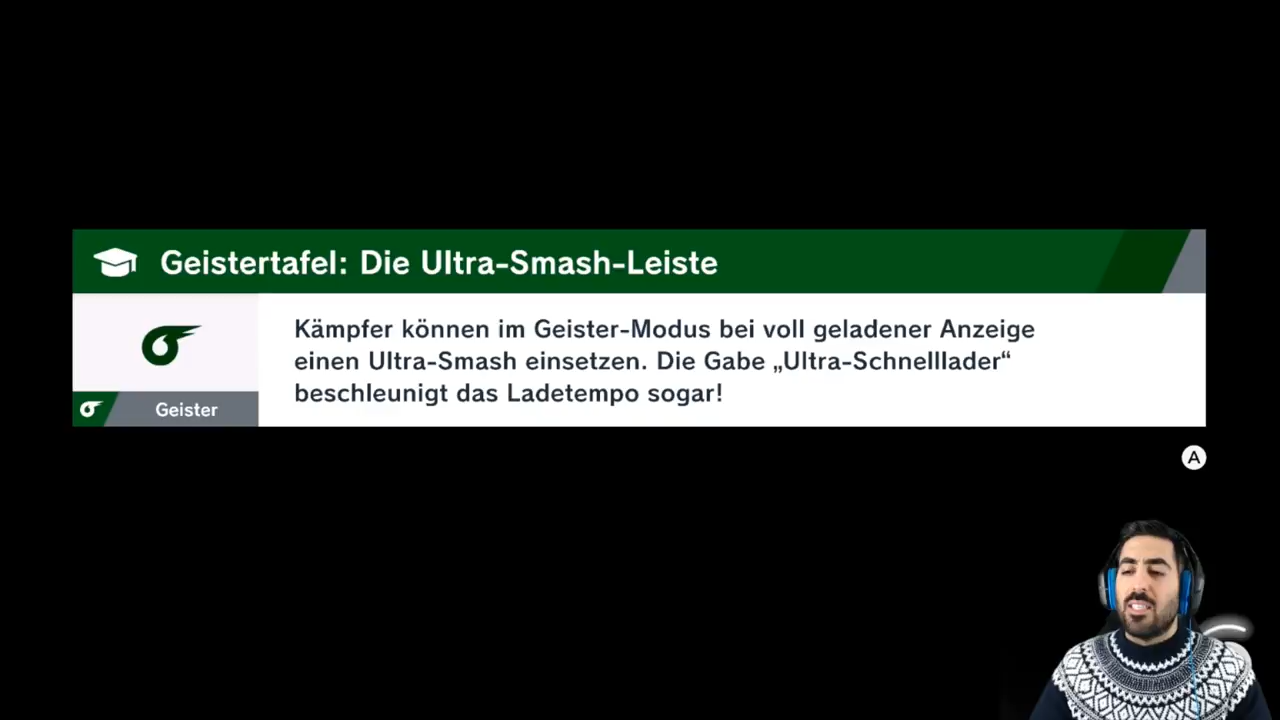 Geistertafel: Die Ultra-Smash-Leiste
Kämpfer können im Geister-Modus bei voll geladener Anzeige
einen Ultra-Smash einsetzen. Die Gabe „Ultra-Schnelllader“
beschleunigt das Ladetempo sogar!
Geister
A